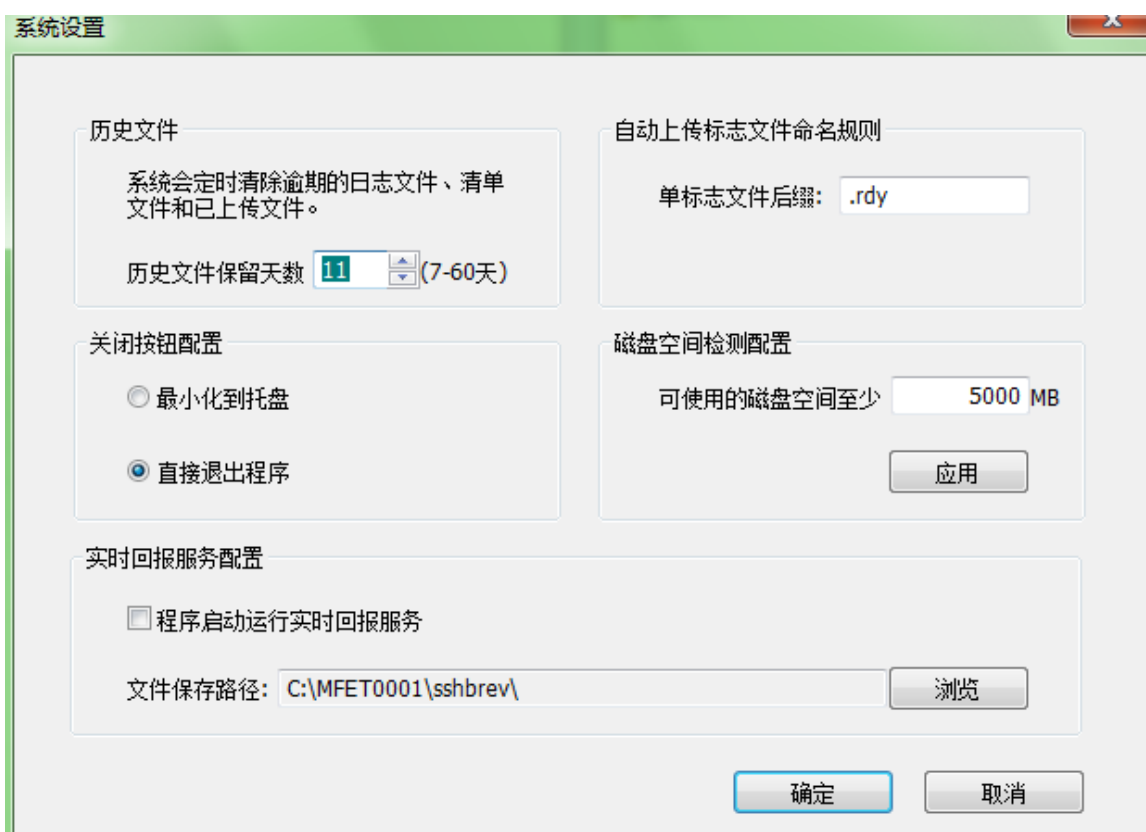 系统设置
历史文件
系统会定时清除逾期的日志文件、清单
文件和已上传文件。
历史文件保留天数 11 (7-60天)
自动上传标志文件命名规则
单标志文件后缀: .rdy
关闭按钮配置
最小化到托盘
直接退出程序
磁盘空间检测配置
可使用的磁盘空间至少 5000 MB
应用
实时回报服务配置
程序启动运行实时回报服务
文件保存路径: C:\MFET0001\sshbrev\ 浏览
确定 取消